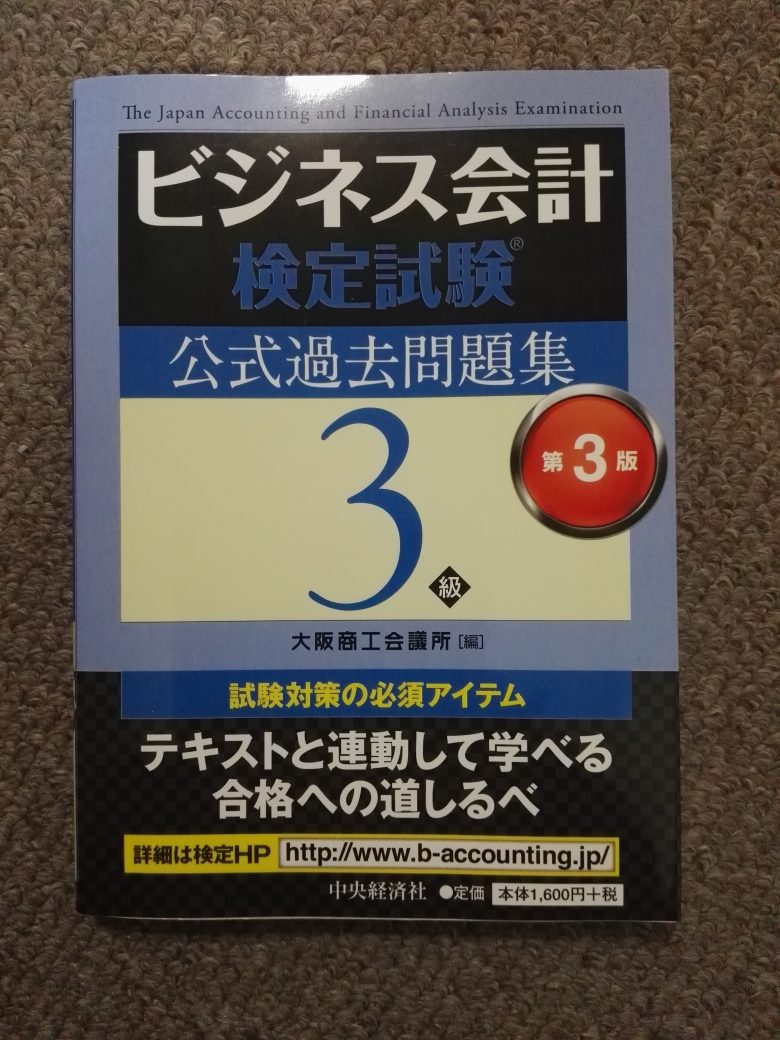 The Japan Accounting and Financial Analysis Examination
ビジネス会計
検定試験®
公式過去問題集
3
級
第3版
大阪商工会議所[編]
試験対策の必須アイテム
テキストと連動して学べる
合格への道しるべ
詳細は検定HP http://www.b-accounting.jp/
中央経済社 ●定価 本体1,600円+税